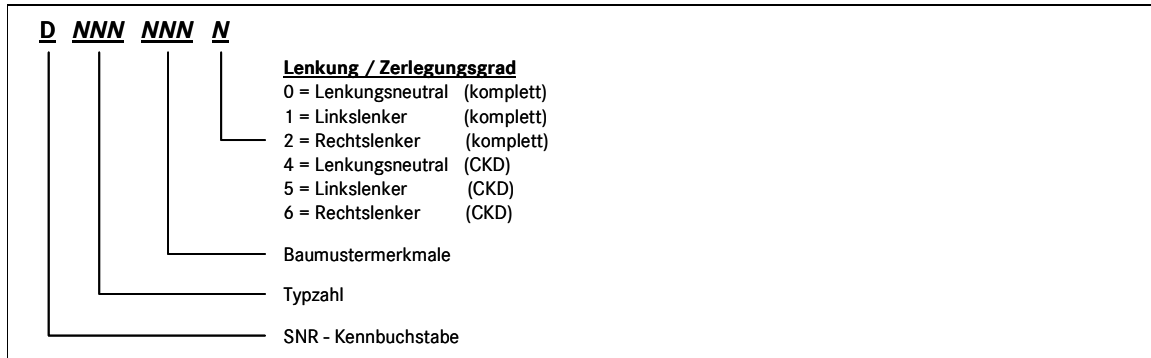 D NNN NNN N
Lenkung / Zerlegungsgrad
0 = Lenkungsneutral (komplett)
1 = Linkslenker (komplett)
2 = Rechtslenker (komplett)
4 = Lenkungsneutral (CKD)
5 = Linkslenker (CKD)
6 = Rechtslenker (CKD)
Baumustermerkmale
Typzahl
SNR - Kennbuchstabe